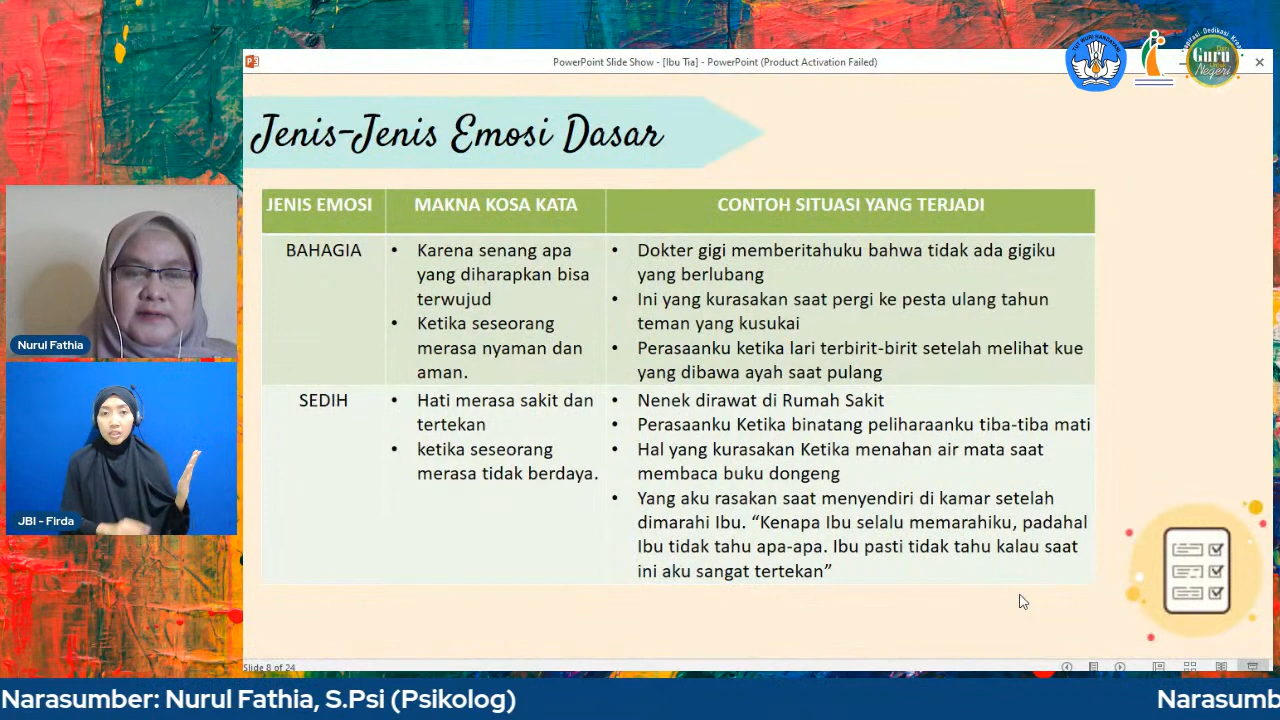 PowerPoint Slide Show - [Ibu Tia] - PowerPoint (Product Activation Failed)
TUT WURI HANDAYANI
Guru
Negeri
Jenis-Jenis Emosi Dasar
JENIS EMOSI
MAKNA KOSA KATA
CONTOH SITUASI YANG TERJADI
BAHAGIA
• Karena senang apa
yang diharapkan bisa
terwujud
• Ketika seseorang
merasa nyaman dan
aman.
• Dokter gigi memberitahuku bahwa tidak ada gigiku
yang berlubang
• Ini yang kurasakan saat pergi ke pesta ulang tahun
teman yang kusukai
• Perasaanku ketika lari terbirit-birit setelah melihat kue
yang dibawa ayah saat pulang
SEDIH
• Hati merasa sakit dan
tertekan
• ketika seseorang
merasa tidak berdaya.
• Nenek dirawat di Rumah Sakit
• Perasaanku Ketika binatang peliharaanku tiba-tiba mati
• Hal yang kurasakan Ketika menahan air mata saat
membaca buku dongeng
• Yang aku rasakan saat menyendiri di kamar setelah
dimarahi Ibu. “Kenapa Ibu selalu memarahiku, padahal
Ibu tidak tahu apa-apa. Ibu pasti tidak tahu kalau saat
ini aku sangat tertekan”
Nurul Fathia
JBI - Firda
Slide 8 of 24
Narasumber: Nurul Fathia, S.Psi (Psikolog)
Narasumb